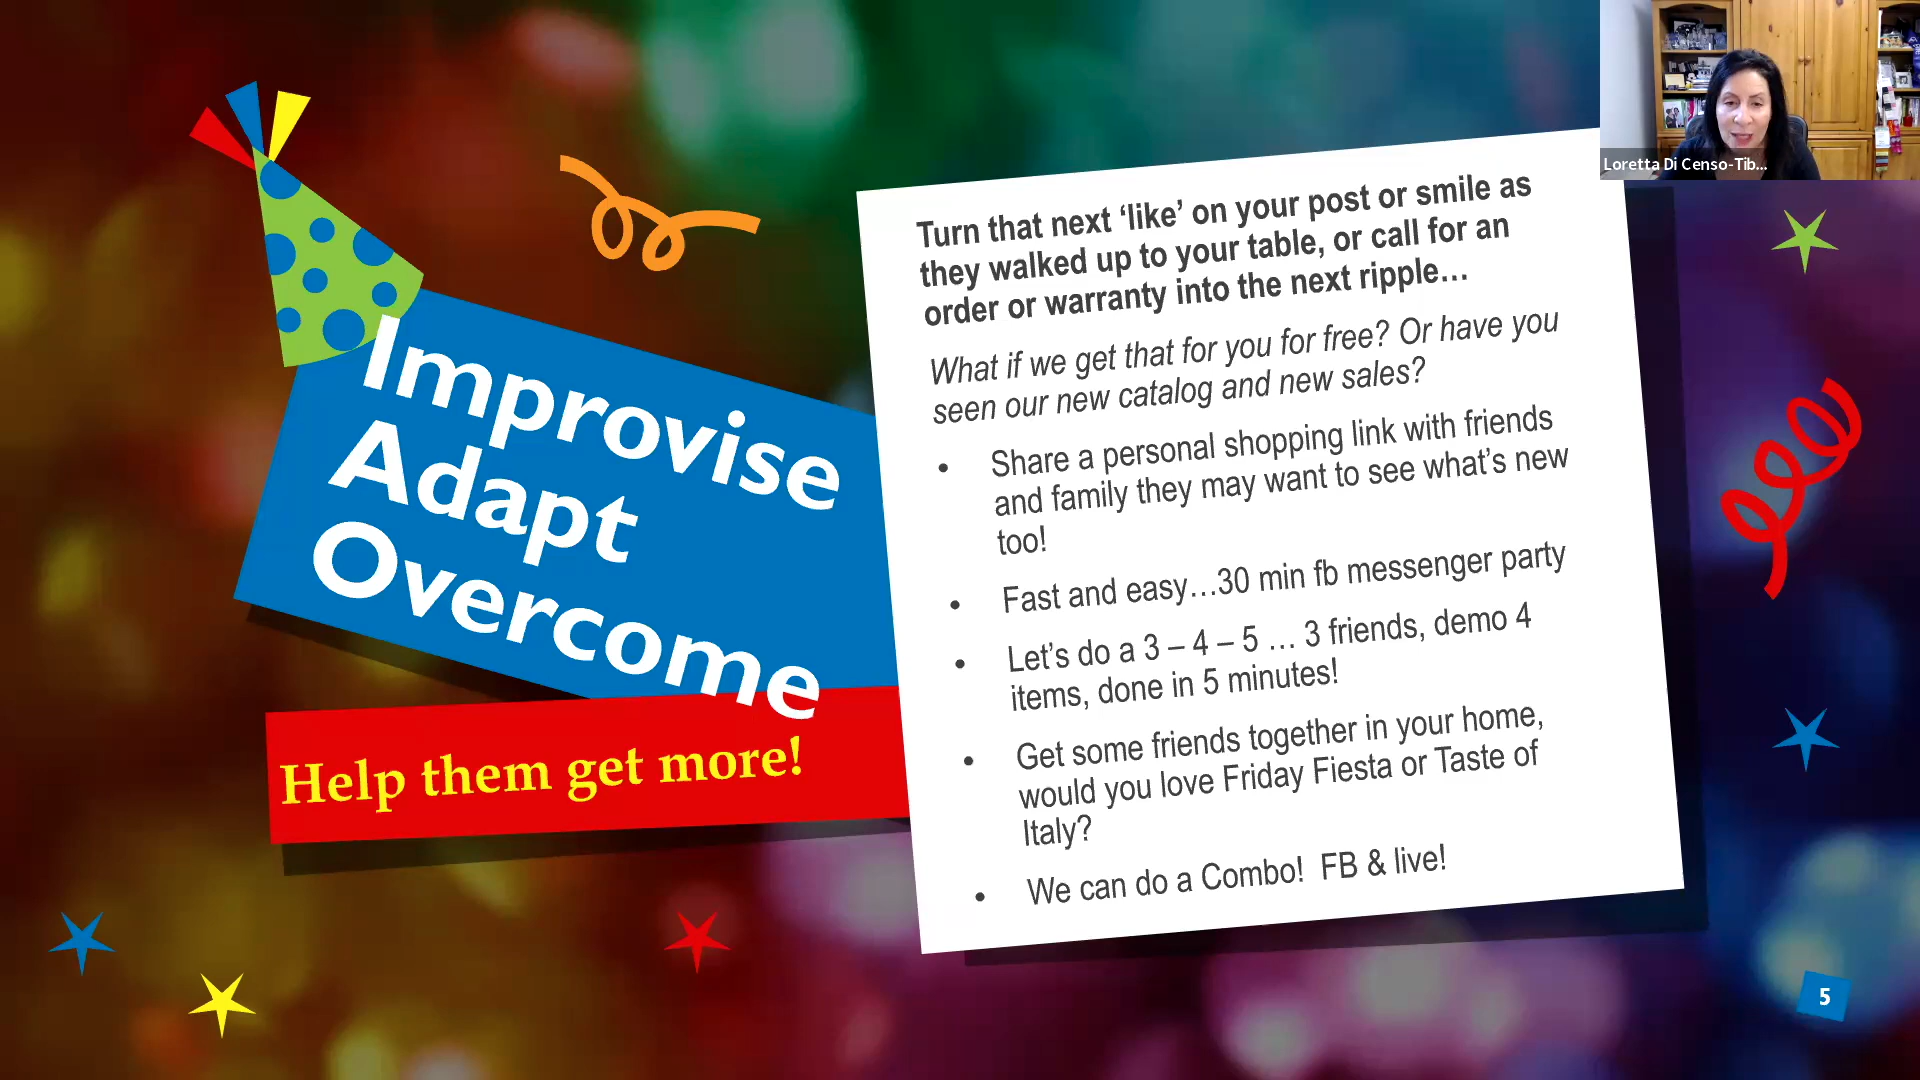 Loretta Di Censo-Tib...
Improvise
Adapt
Overcome
Help them get more!
Turn that next ‘like’ on your post or smile as
they walked up to your table, or call for an
order or warranty into the next ripple…
What if we get that for you for free? Or have you
seen our new catalog and new sales?
• Share a personal shopping link with friends
and family they may want to see what’s new
too!
• Fast and easy…30 min fb messenger party
• Let’s do a 3 – 4 – 5 … 3 friends, demo 4
items, done in 5 minutes!
• Get some friends together in your home,
would you love Friday Fiesta or Taste of
Italy?
• We can do a Combo!  FB & live!
5